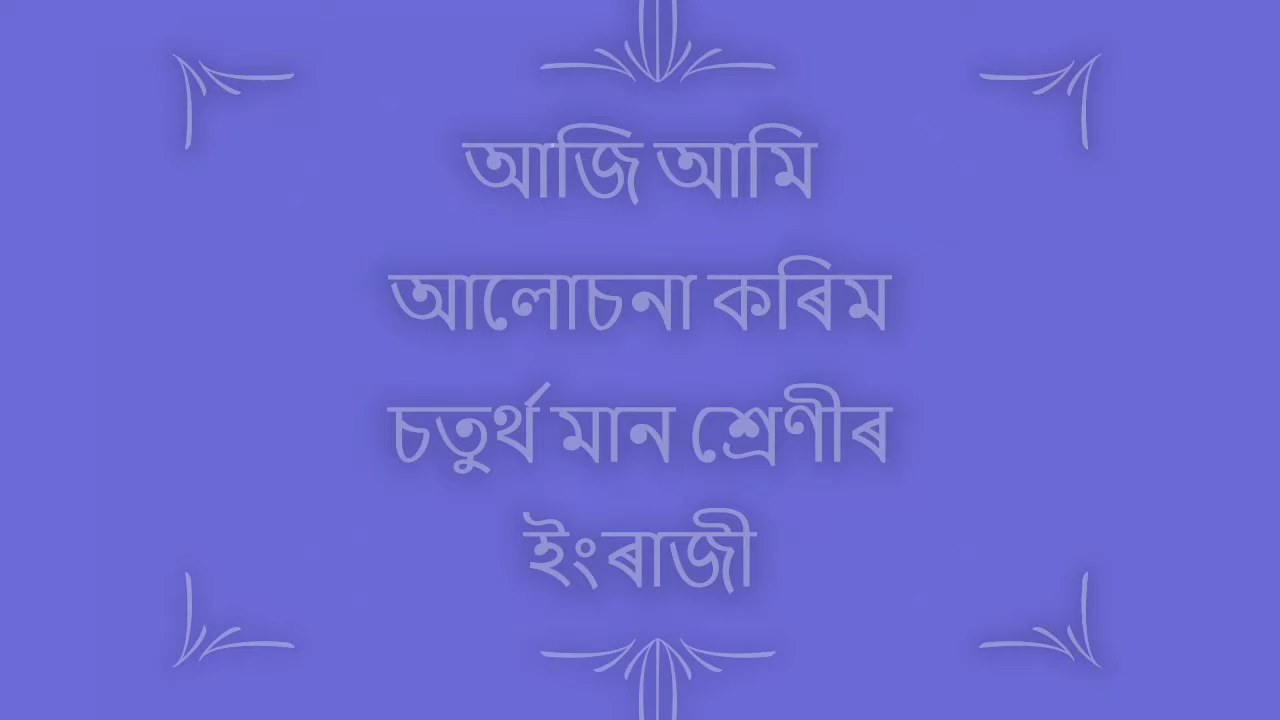 আজি আমি
আলোচনা কৰিম
চতুৰ্থ মান শ্ৰেণীৰ
ইংৰাজী